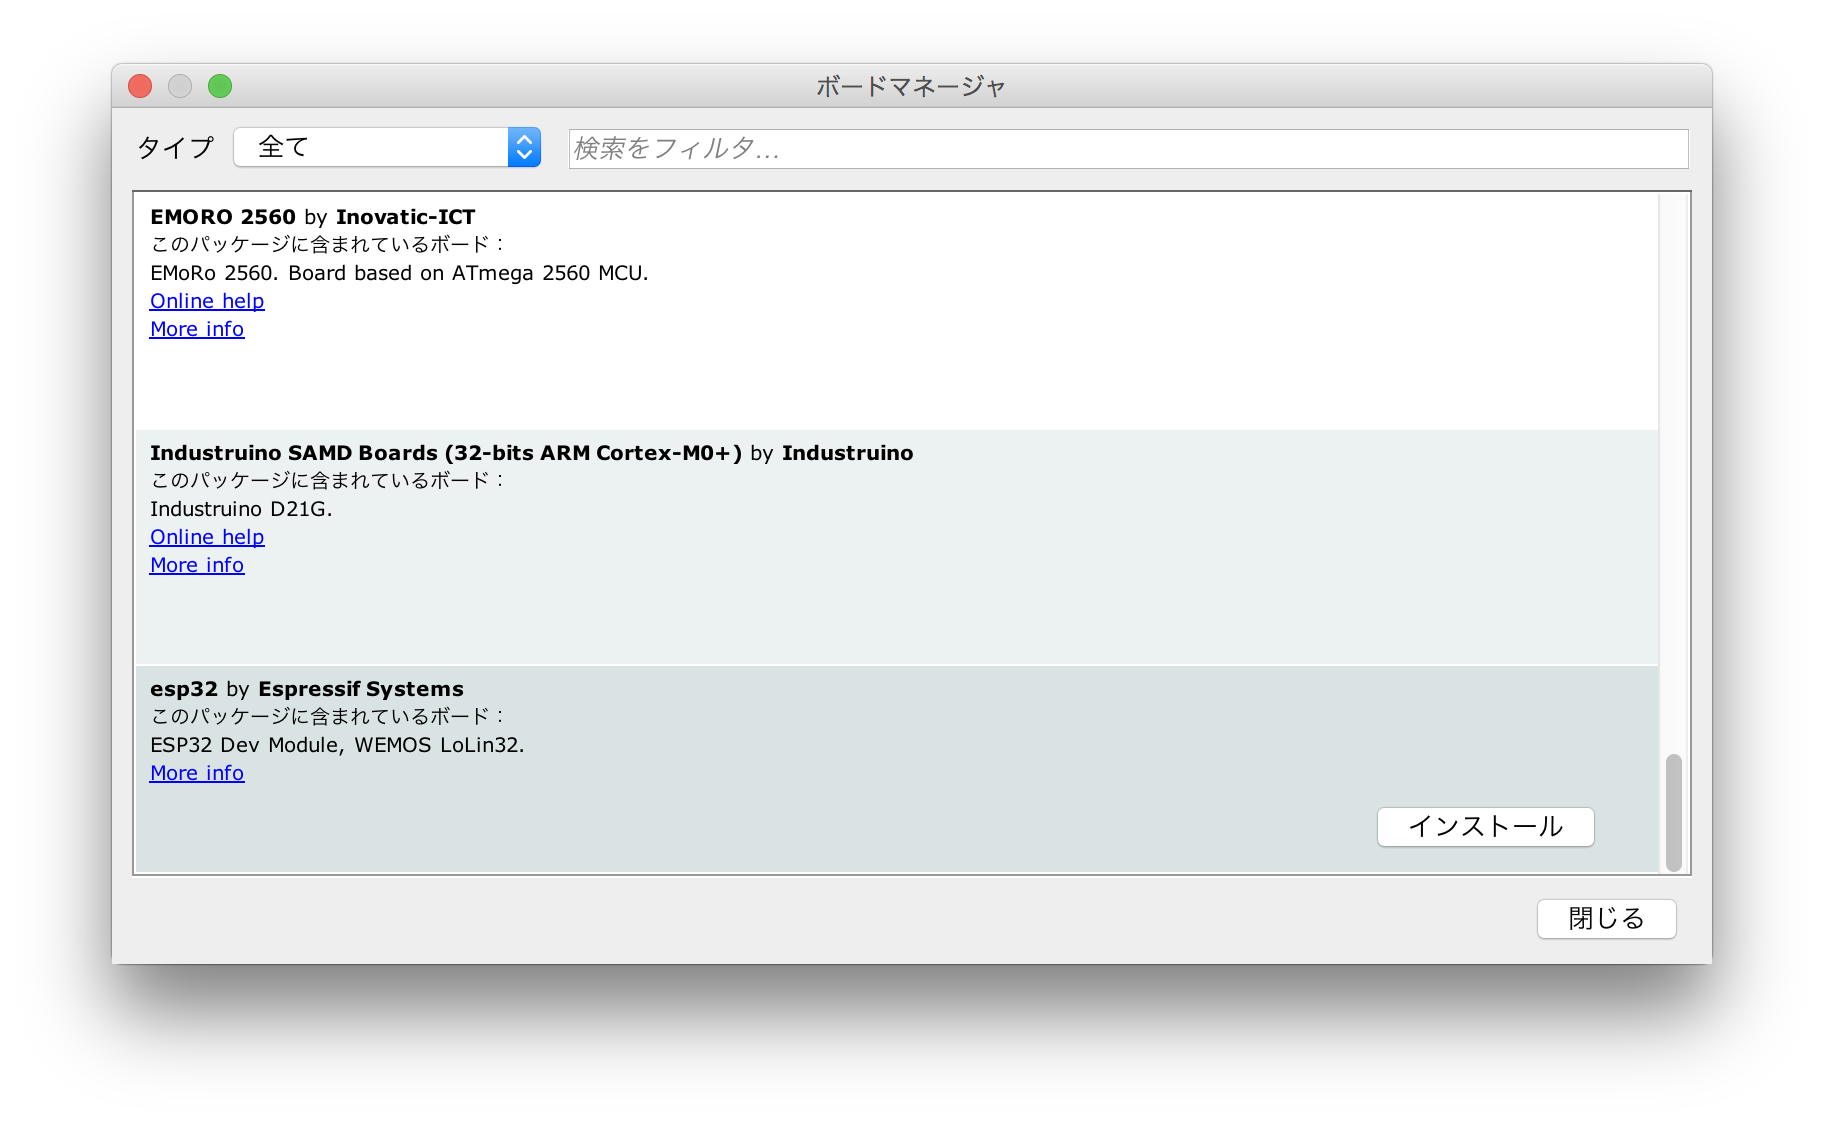 ボードマネージャ
タイプ 全て 検索をフィルタ...
EMORO 2560 by Inovatic-ICT
このパッケージに含まれているボード：
EMoRo 2560. Board based on ATmega 2560 MCU.
Online help
More info
Industruino SAMD Boards (32-bits ARM Cortex-M0+) by Industruino
このパッケージに含まれているボード：
Industruino D21G.
Online help
More info
esp32 by Espressif Systems
このパッケージに含まれているボード：
ESP32 Dev Module, WEMOS LoLin32.
More info
インストール
閉じる